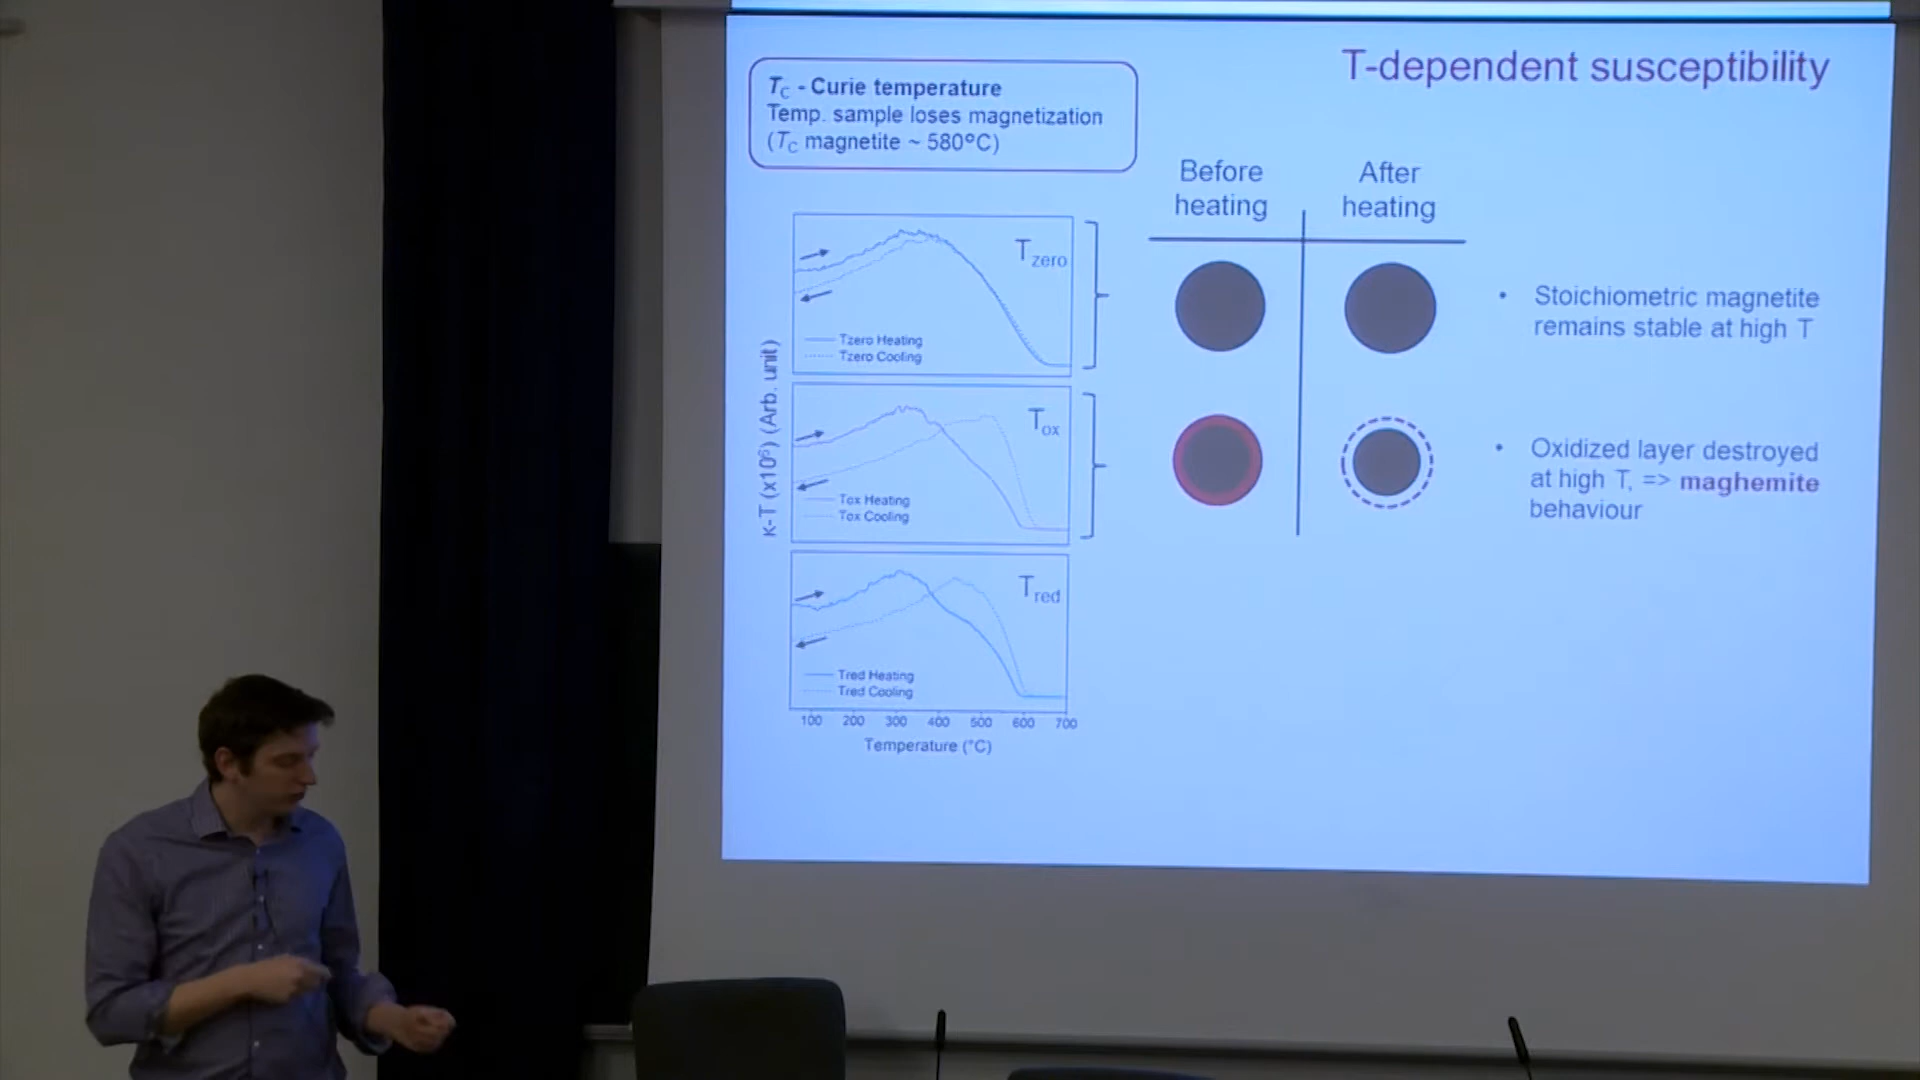 T-dependent susceptibility
TC - Curie temperature
Temp. sample loses magnetization
(TC magnetite ~ 580°C)
Before heating
After heating
Tzero
Tzero Heating
Tzero Cooling
Tox
Tox Heating
Tox Cooling
Tred
Tred Heating
Tred Cooling
κ-T (x10⁶) (Arb. unit)
100 200 300 400 500 600 700
Temperature (°C)
• Stoichiometric magnetite
remains stable at high T
• Oxidized layer destroyed
at high T, => maghemite
behaviour